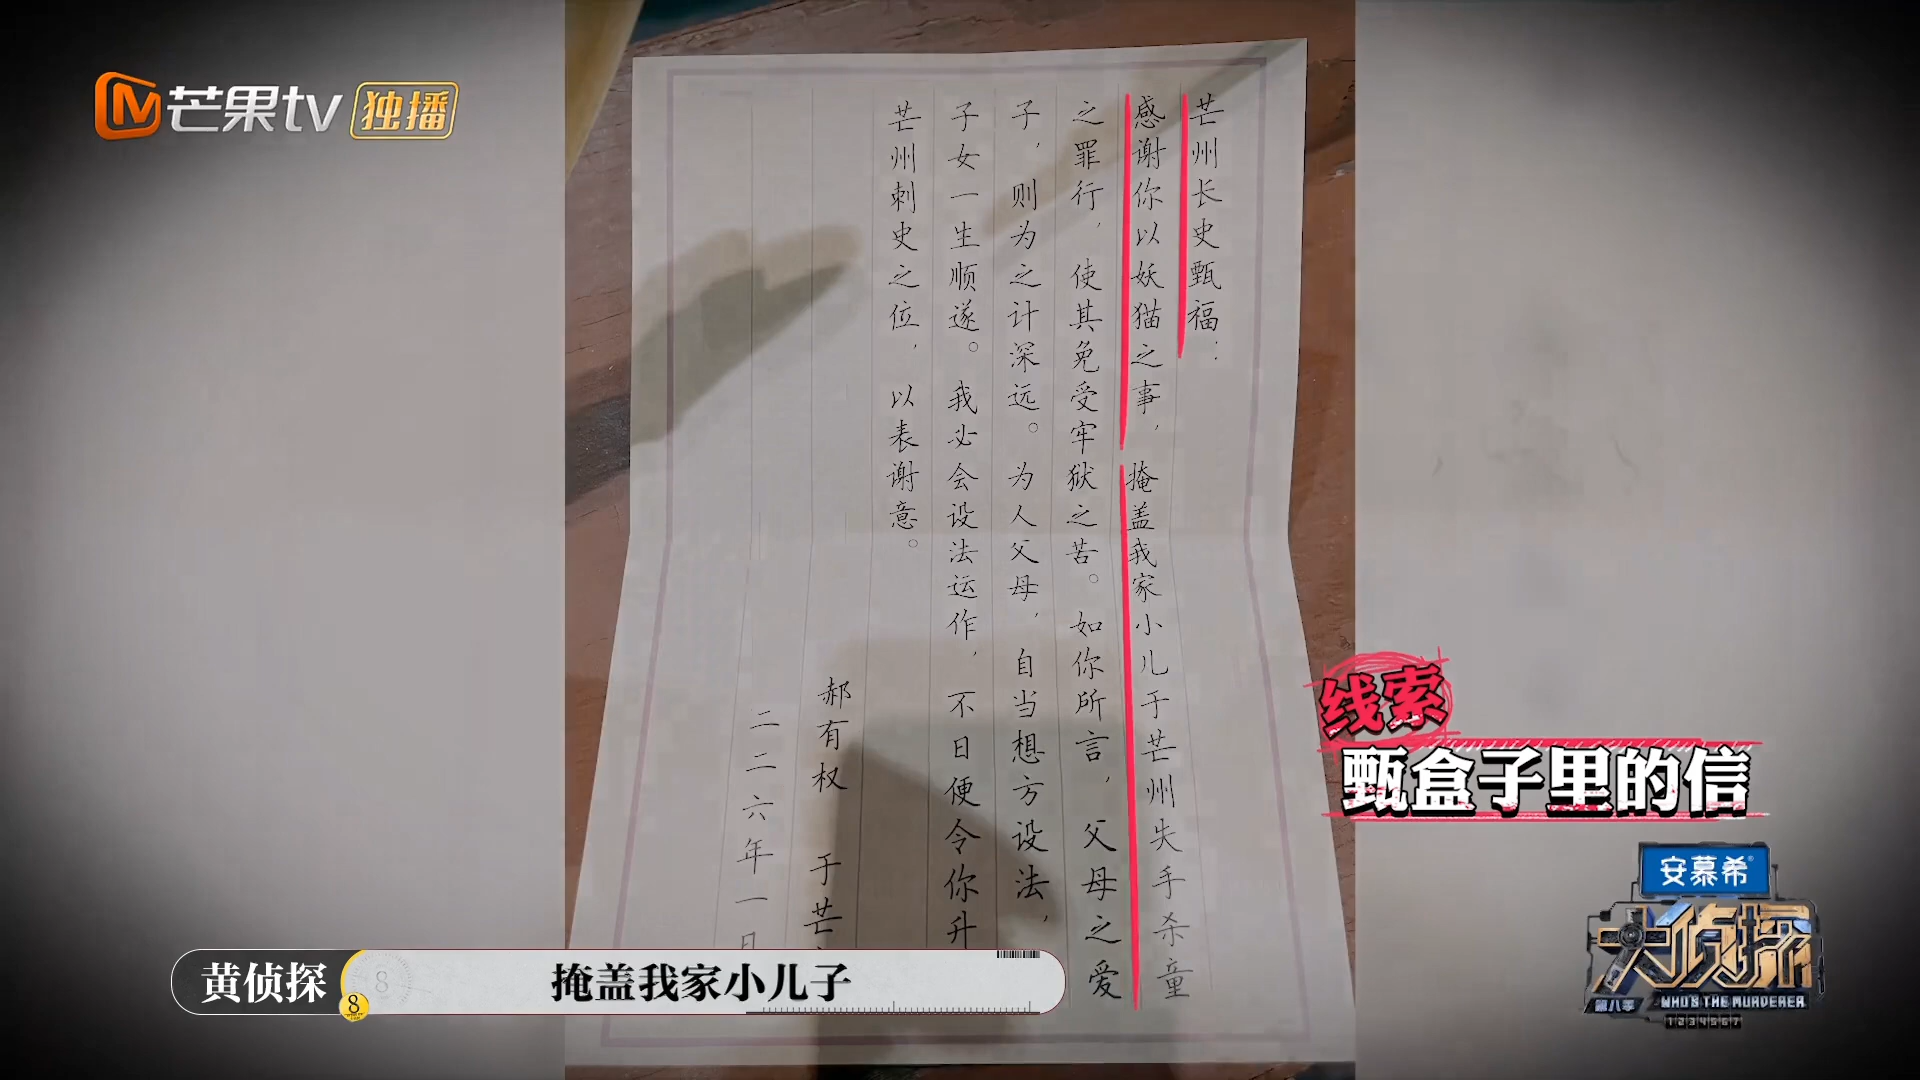 芒果tv 独播
芒州长史甄福：
感谢你以妖猫之事，掩盖我家小儿于芒州失手杀童
之罪行，使其免受牢狱之苦。如你所言，父母之爱
子，则为之计深远。为人父母，自当想方设法，
子女一生顺遂。我必会设法运作，不日便令你升
芒州刺史之位，以表谢意。
郝有权 于芒
二二六年一日
线索
甄盒子里的信
安慕希
大侦探
第八季 WHO'S THE MURDERER
12345678
黄侦探 掩盖我家小儿子